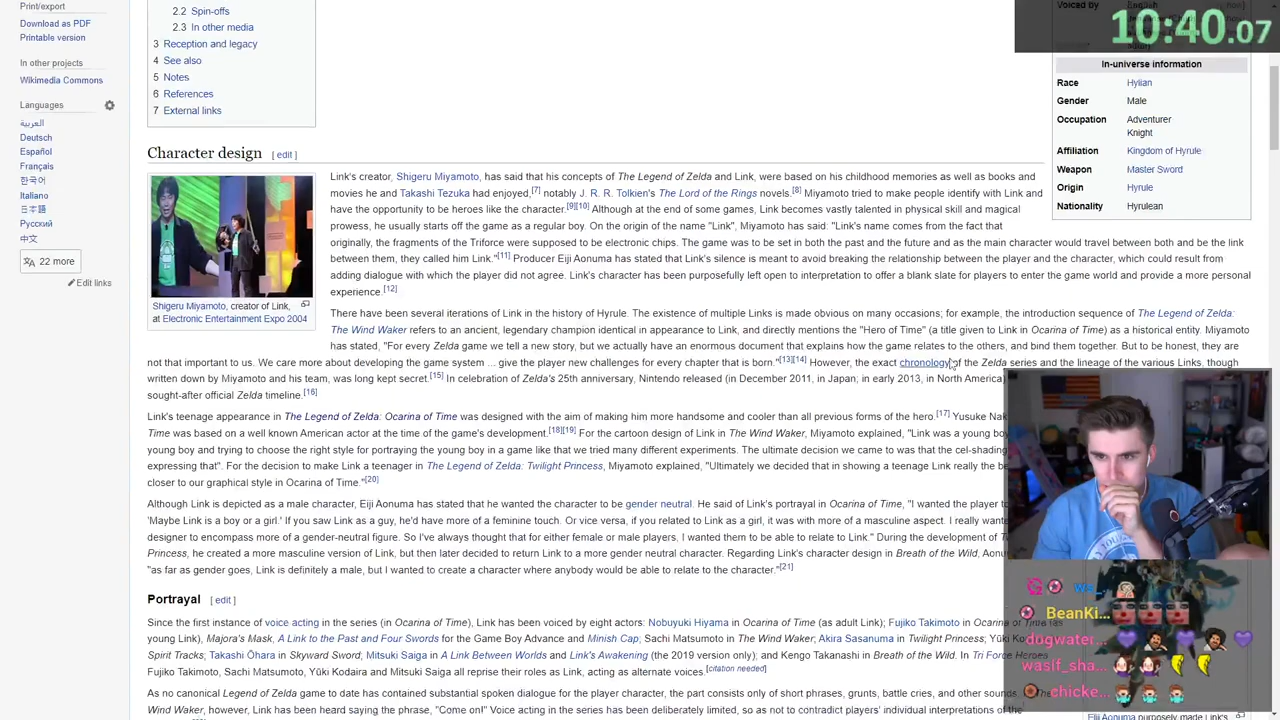 Print/export
Download as PDF
Printable version
In other projects
Wikimedia Commons
Languages
العربية
Deutsch
Español
Français
한국어
Italiano
日本語
Русский
中文
22 more
Edit links
2.2 Spin-offs
2.3 In other media
3 Reception and legacy
4 See also
5 Notes
6 References
7 External links
10:40.07
Voiced by English
In-universe information
Race Hylian
Gender Male
Occupation Adventurer
Knight
Affiliation Kingdom of Hyrule
Weapon Master Sword
Origin Hyrule
Nationality Hyrulean
Character design [ edit ]
Shigeru Miyamoto, creator of Link,
at Electronic Entertainment Expo 2004
Link's creator, Shigeru Miyamoto, has said that his concepts of The Legend of Zelda and Link, were based on his childhood memories as well as books and
movies he and Takashi Tezuka had enjoyed,[7] notably J. R. R. Tolkien's The Lord of the Rings novels.[8] Miyamoto tried to make people identify with Link and
have the opportunity to be heroes like the character.[9][10] Although at the end of some games, Link becomes vastly talented in physical skill and magical
prowess, he usually starts off the game as a regular boy. On the origin of the name "Link", Miyamoto has said: "Link's name comes from the fact that
originally, the fragments of the Triforce were supposed to be electronic chips. The game was to be set in both the past and the future and as the main character would travel between both and be the link
between them, they called him Link."[11] Producer Eiji Aonuma has stated that Link's silence is meant to avoid breaking the relationship between the player and the character, which could result from
adding dialogue with which the player did not agree. Link's character has been purposefully left open to interpretation to offer a blank slate for players to enter the game world and provide a more personal
experience.[12]
There have been several iterations of Link in the history of Hyrule. The existence of multiple Links is made obvious on many occasions; for example, the introduction sequence of The Legend of Zelda:
The Wind Waker refers to an ancient, legendary champion identical in appearance to Link, and directly mentions the "Hero of Time" (a title given to Link in Ocarina of Time) as a historical entity. Miyamoto
has stated, "For every Zelda game we tell a new story, but we actually have an enormous document that explains how the game relates to the others, and bind them together. But to be honest, they are
not that important to us. We care more about developing the game system ... give the player new challenges for every chapter that is born."[13][14] However, the exact chronology of the Zelda series and the lineage of the various Links, though
written down by Miyamoto and his team, was long kept secret.[15] In celebration of Zelda's 25th anniversary, Nintendo released (in December 2011, in Japan; in early 2013, in North America)
sought-after official Zelda timeline.[16]
Link's teenage appearance in The Legend of Zelda: Ocarina of Time was designed with the aim of making him more handsome and cooler than all previous forms of the hero.[17] Yusuke Nak
Time was based on a well known American actor at the time of the game's development.[18][19] For the cartoon design of Link in The Wind Waker, Miyamoto explained, "Link was a young boy
young boy and trying to choose the right style for portraying the young boy in a game like that we tried many different experiments. The ultimate decision we came to was that the cel-shading
expressing that". For the decision to make Link a teenager in The Legend of Zelda: Twilight Princess, Miyamoto explained, "Ultimately we decided that in showing a teenage Link really the be
closer to our graphical style in Ocarina of Time."[20]
Although Link is depicted as a male character, Eiji Aonuma has stated that he wanted the character to be gender neutral. He said of Link's portrayal in Ocarina of Time, "I wanted the player to
'Maybe Link is a boy or a girl.' If you saw Link as a guy, he'd have more of a feminine touch. Or vice versa, if you related to Link as a girl, it was with more of a masculine aspect. I really wante
designer to encompass more of a gender-neutral figure. So I've always thought that for either female or male players, I wanted them to be able to relate to Link." During the development of T
Princess, he created a more masculine version of Link, but then later decided to return Link to a more gender neutral character. Regarding Link's character design in Breath of the Wild, Aonu
"as far as gender goes, Link is definitely a male, but I wanted to create a character where anybody would be able to relate to the character."[21]
Portrayal [ edit ]
Since the first instance of voice acting in the series (in Ocarina of Time), Link has been voiced by eight actors: Nobuyuki Hiyama in Ocarina of Time (as adult Link); Fujiko Takimoto in Ocarina of Time
young Link), Majora's Mask, A Link to the Past and Four Swords for the Game Boy Advance and Minish Cap; Sachi Matsumoto in The Wind Waker; Akira Sasanuma in Twilight Princess; Yūki Ko
Spirit Tracks; Takashi Ōhara in Skyward Sword; Mitsuki Saiga in A Link Between Worlds and Link's Awakening (the 2019 version only); and Kengo Takanashi in Breath of the Wild. In Tri Force Heroes
Fujiko Takimoto, Sachi Matsumoto, Yūki Kodaira and Mitsuki Saiga all reprise their roles as Link, acting as alternate voices.[citation needed]
As no canonical Legend of Zelda game to date has contained substantial spoken dialogue for the player character, the part consists only of short phrases, grunts, battle cries, and other sounds.
Wind Waker, however, Link has been heard saying the phrase, "Come on!" Voice acting in the series has been deliberately limited, so as not to contradict players' individual interpretations of the
we...
BeanKi...
dugwater...
waslf_sha...
chicke...
Eiji Aonuma purposely made Link's